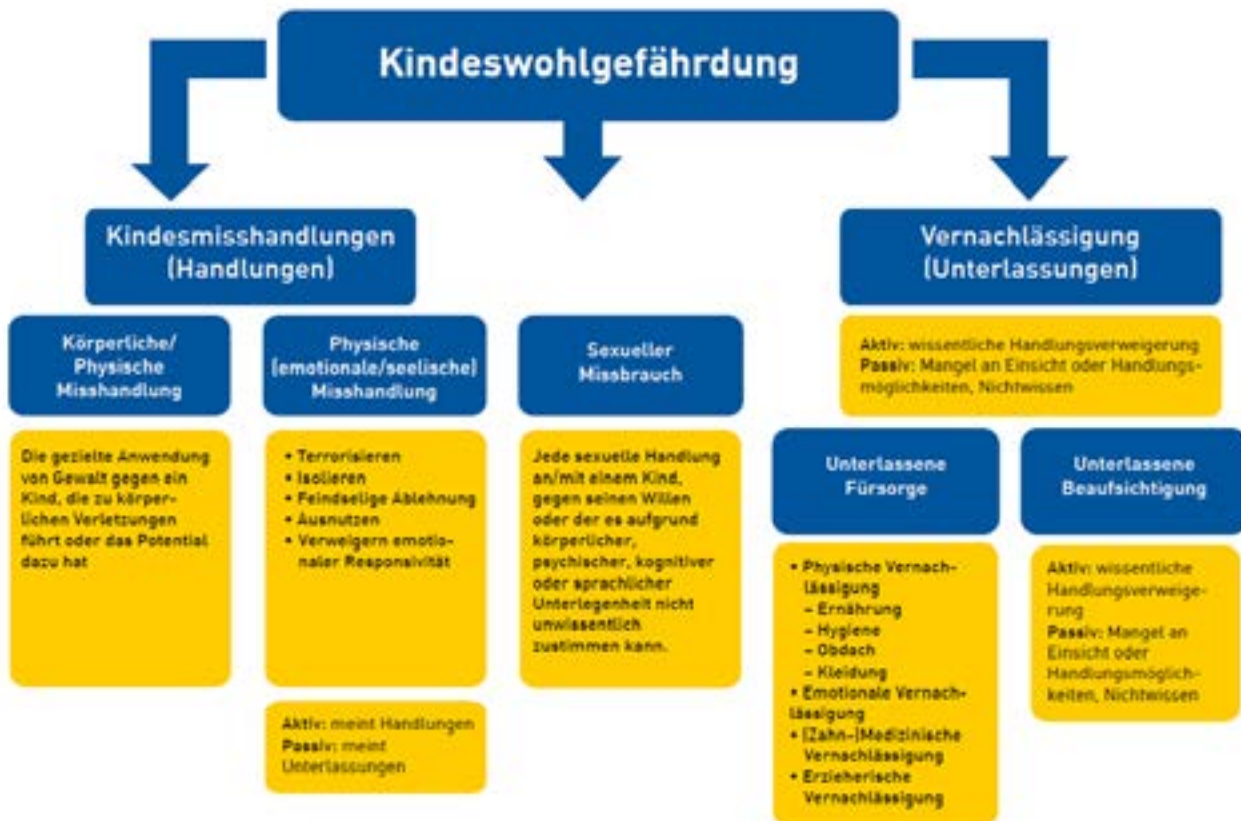 Kindeswohlgefährdung
Kindesmisshandlungen
(Handlungen)
Vernachlässigung
(Unterlassungen)
Aktiv: wissentliche Handlungsverweigerung
Passiv: Mangel an Einsicht oder Handlungs-
möglichkeiten, Nichtwissen
Körperliche/
Physische
Misshandlung
Die gezielte Anwendung
von Gewalt gegen ein
Kind, die zu körper-
lichen Verletzungen
führt oder das Potential
dazu hat
Physische
(emotionale/seelische)
Misshandlung
• Terrorisieren
• Isolieren
• Feindselige Ablehnung
• Ausnutzen
• Verweigern emotio-
naler Responsivität
Aktiv: meint Handlungen
Passiv: meint
Unterlassungen
Sexueller
Missbrauch
Jede sexuelle Handlung
an/mit einem Kind,
gegen seinen Willen
oder der es aufgrund
körperlicher,
psychischer, kognitiver
oder sprachlicher
Unterlegenheit nicht
unwissentlich
zustimmen kann.
Unterlassene
Fürsorge
• Physische Vernach-
lässigung
– Ernährung
– Hygiene
– Obdach
– Kleidung
• Emotionale Vernach-
lässigung
• (Zahn-)Medizinische
Vernachlässigung
• Erzieherische
Vernachlässigung
Unterlassene
Beaufsichtigung
Aktiv: wissentliche
Handlungsverweige-
rung
Passiv: Mangel an
Einsicht oder
Handlungsmöglich-
keiten, Nichtwissen